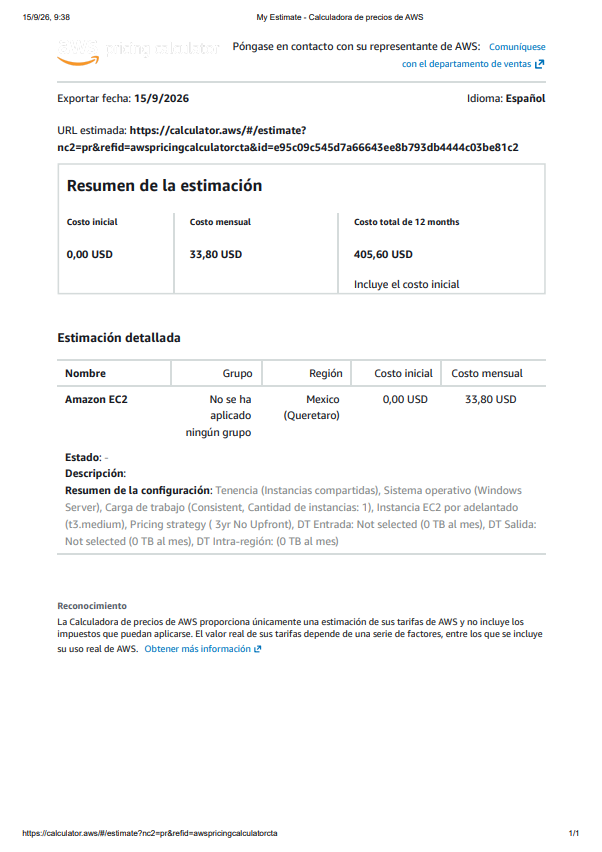 15/9/26, 9:38
My Estimate - Calculadora de precios de AWS
aws pricing calculator
Póngase en contacto con su representante de AWS: Comuníquese
con el departamento de ventas
Exportar fecha: 15/9/2026
Idioma: Español
URL estimada: https://calculator.aws/#/estimate?
nc2=pr&refid=awspricingcalculatorcta&id=e95c09c545d7a66643ee8b793db4444c03be81c2
Resumen de la estimación
Costo inicial
Costo mensual
Costo total de 12 months
0,00 USD
33,80 USD
405,60 USD
Incluye el costo inicial
Estimación detallada
Nombre
Grupo
Región
Costo inicial
Costo mensual
Amazon EC2
No se ha
aplicado
ningún grupo
Mexico
(Queretaro)
0,00 USD
33,80 USD
Estado: -
Descripción:
Resumen de la configuración: Tenencia (Instancias compartidas), Sistema operativo (Windows
Server), Carga de trabajo (Consistent, Cantidad de instancias: 1), Instancia EC2 por adelantado
(t3.medium), Pricing strategy ( 3yr No Upfront), DT Entrada: Not selected (0 TB al mes), DT Salida:
Not selected (0 TB al mes), DT Intra-región: (0 TB al mes)
Reconocimiento
La Calculadora de precios de AWS proporciona únicamente una estimación de sus tarifas de AWS y no incluye los
impuestos que puedan aplicarse. El valor real de sus tarifas depende de una serie de factores, entre los que se incluye
su uso real de AWS. Obtener más información
https://calculator.aws/#/estimate?nc2=pr&refid=awspricingcalculatorcta
1/1